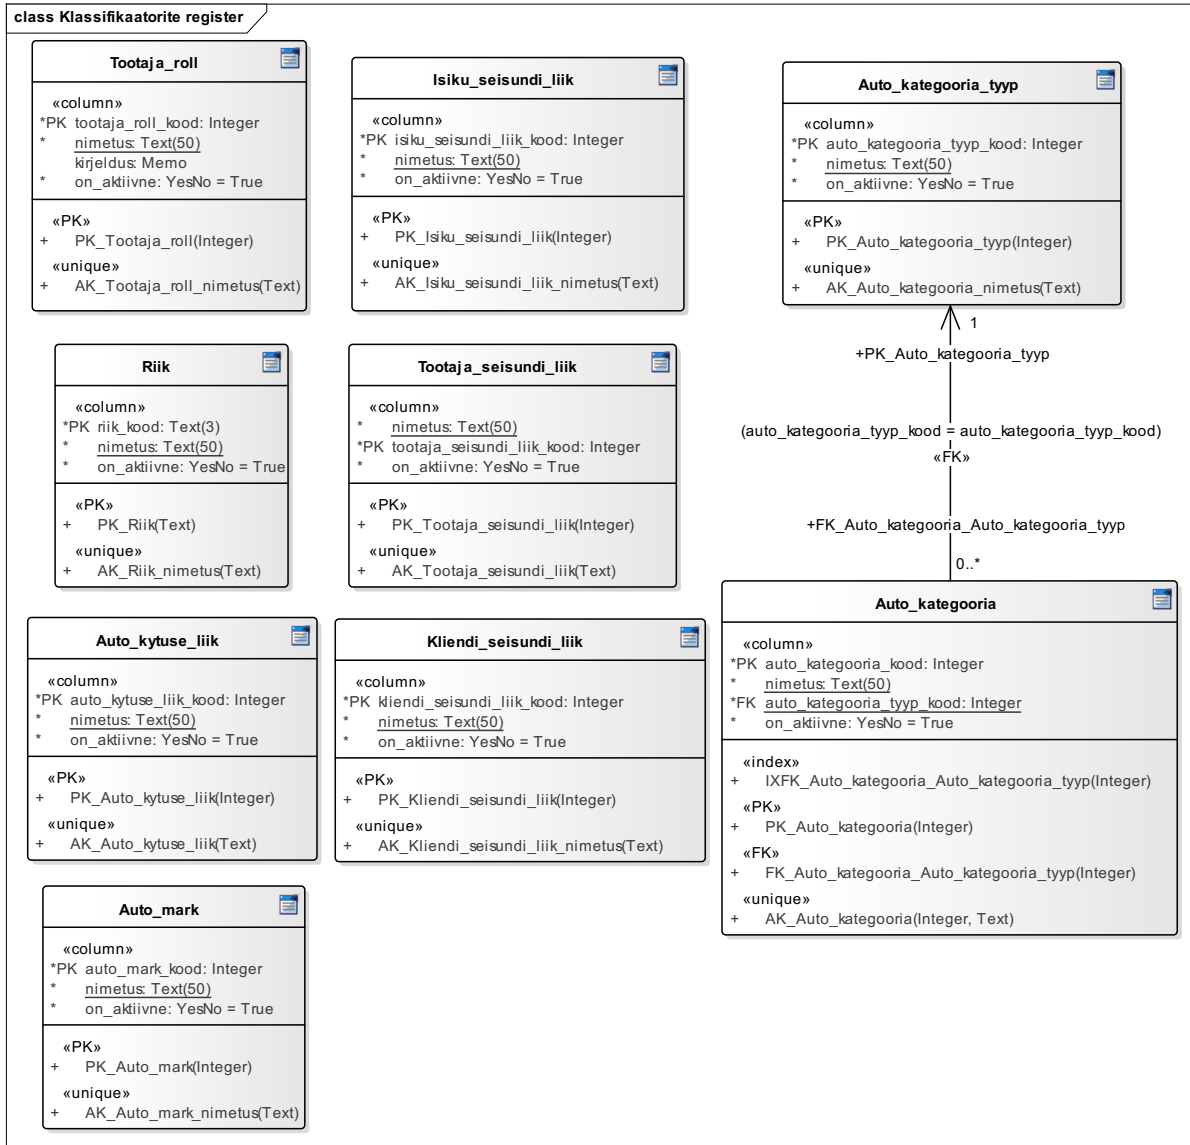 class Klassifikaatorite register
Tootaja_roll
«column»
*PK tootaja_roll_kood: Integer
* nimetus: Text(50)
kirjeldus: Memo
* on_aktiivne: YesNo = True
«PK»
+ PK_Tootaja_roll(Integer)
«unique»
+ AK_Tootaja_roll_nimetus(Text)
Isiku_seisundi_liik
«column»
*PK isiku_seisundi_liik_kood: Integer
* nimetus: Text(50)
* on_aktiivne: YesNo = True
«PK»
+ PK_Isiku_seisundi_liik(Integer)
«unique»
+ AK_Isiku_seisundi_liik_nimetus(Text)
Auto_kategooria_tyyp
«column»
*PK auto_kategooria_tyyp_kood: Integer
* nimetus: Text(50)
* on_aktiivne: YesNo = True
«PK»
+ PK_Auto_kategooria_tyyp(Integer)
«unique»
+ AK_Auto_kategooria_nimetus(Text)
1
+PK_Auto_kategooria_tyyp
(auto_kategooria_tyyp_kood = auto_kategooria_tyyp_kood)
«FK»
+FK_Auto_kategooria_Auto_kategooria_tyyp
0..*
Riik
«column»
*PK riik_kood: Text(3)
* nimetus: Text(50)
* on_aktiivne: YesNo = True
«PK»
+ PK_Riik(Text)
«unique»
+ AK_Riik_nimetus(Text)
Tootaja_seisundi_liik
«column»
* nimetus: Text(50)
*PK tootaja_seisundi_liik_kood: Integer
* on_aktiivne: YesNo = True
«PK»
+ PK_Tootaja_seisundi_liik(Integer)
«unique»
+ AK_Tootaja_seisundi_liik(Text)
Auto_kategooria
«column»
*PK auto_kategooria_kood: Integer
* nimetus: Text(50)
*FK auto_kategooria_tyyp_kood: Integer
* on_aktiivne: YesNo = True
«index»
+ IXFK_Auto_kategooria_Auto_kategooria_tyyp(Integer)
«PK»
+ PK_Auto_kategooria(Integer)
«FK»
+ FK_Auto_kategooria_Auto_kategooria_tyyp(Integer)
«unique»
+ AK_Auto_kategooria(Integer, Text)
Auto_kytuse_liik
«column»
*PK auto_kytuse_liik_kood: Integer
* nimetus: Text(50)
* on_aktiivne: YesNo = True
«PK»
+ PK_Auto_kytuse_liik(Integer)
«unique»
+ AK_Auto_kytuse_liik(Text)
Kliendi_seisundi_liik
«column»
*PK kliendi_seisundi_liik_kood: Integer
* nimetus: Text(50)
* on_aktiivne: YesNo = True
«PK»
+ PK_Kliendi_seisundi_liik(Integer)
«unique»
+ AK_Kliendi_seisundi_liik_nimetus(Text)
Auto_mark
«column»
*PK auto_mark_kood: Integer
* nimetus: Text(50)
* on_aktiivne: YesNo = True
«PK»
+ PK_Auto_mark(Integer)
«unique»
+ AK_Auto_mark_nimetus(Text)